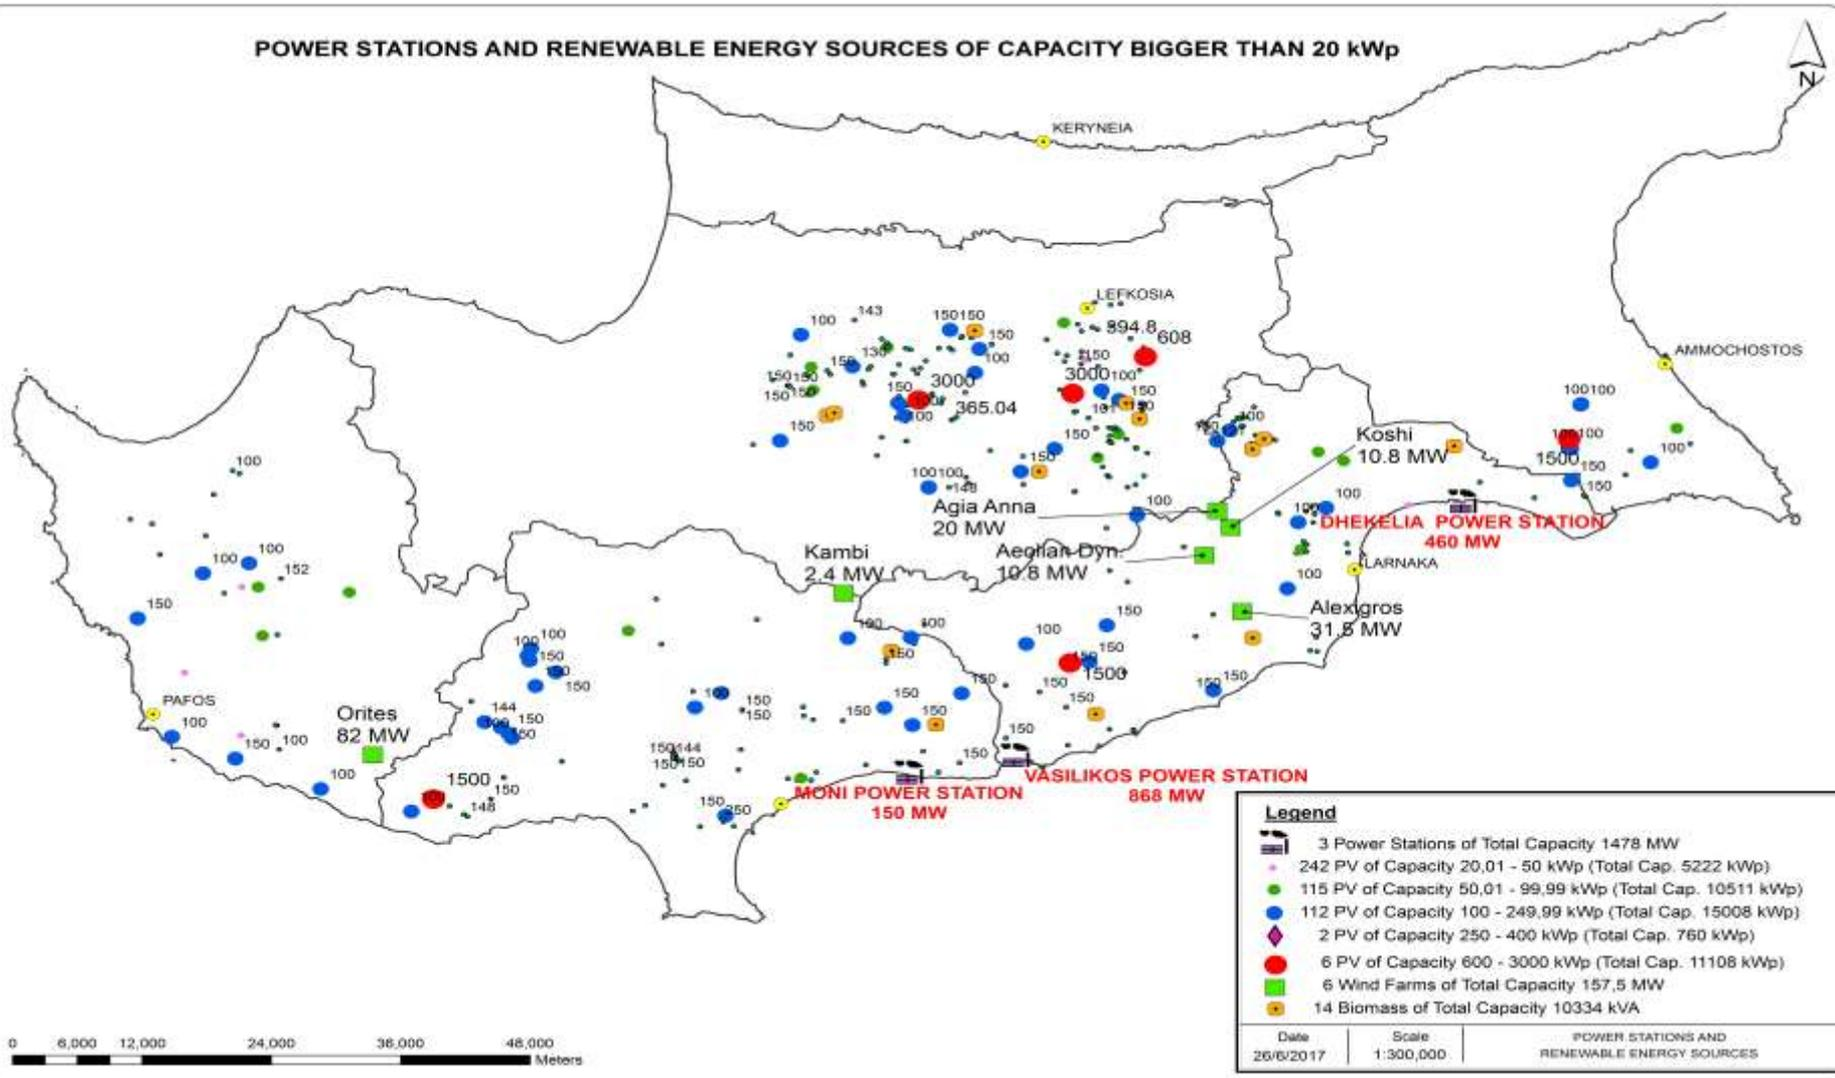 POWER STATIONS AND RENEWABLE ENERGY SOURCES OF CAPACITY BIGGER THAN 20 kWp
N
KERYNEIA
LEFKOSIA
AMMOCHOSTOS
100
143
150150
150
100
608
150
130
3000
3000
100
150
365.04
100
150
150
150
100100
148
100
100100
1500
150
150
100
Koshi
10.8 MW
Agia Anna
20 MW
Aeolian Dyn.
10.8 MW
Kambi
2.4 MW
DHEKELIA POWER STATION
460 MW
LARNAKA
100
100
Alexigros
31.5 MW
100
100
100
152
150
PAFOS
100
150
100
100
Orites
82 MW
100
150
150
144
150
150
1500
150
148
100
150
150
150144
150150
150
150
150
150
150
150
100
150
150
1500
150
150
150
150
MONI POWER STATION
150 MW
VASILIKOS POWER STATION
868 MW
Legend
3 Power Stations of Total Capacity 1478 MW
242 PV of Capacity 20,01 - 50 kWp (Total Cap. 5222 kWp)
115 PV of Capacity 50,01 - 99,99 kWp (Total Cap. 10511 kWp)
112 PV of Capacity 100 - 249,99 kWp (Total Cap. 15008 kWp)
2 PV of Capacity 250 - 400 kWp (Total Cap. 760 kWp)
6 PV of Capacity 600 - 3000 kWp (Total Cap. 11108 kWp)
6 Wind Farms of Total Capacity 157,5 MW
14 Biomass of Total Capacity 10334 kVA
Date
26/6/2017
Scale
1:300,000
POWER STATIONS AND
RENEWABLE ENERGY SOURCES
0 6,000 12,000 24,000 36,000 48,000
Meters